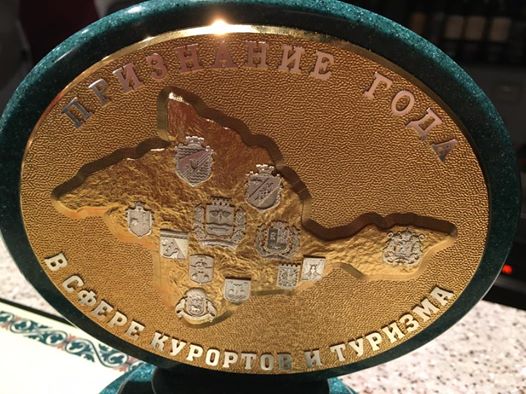 ПРИЗНАНИЕ ГОДА
В СФЕРЕ КУРОРТОВ И ТУРИЗМА